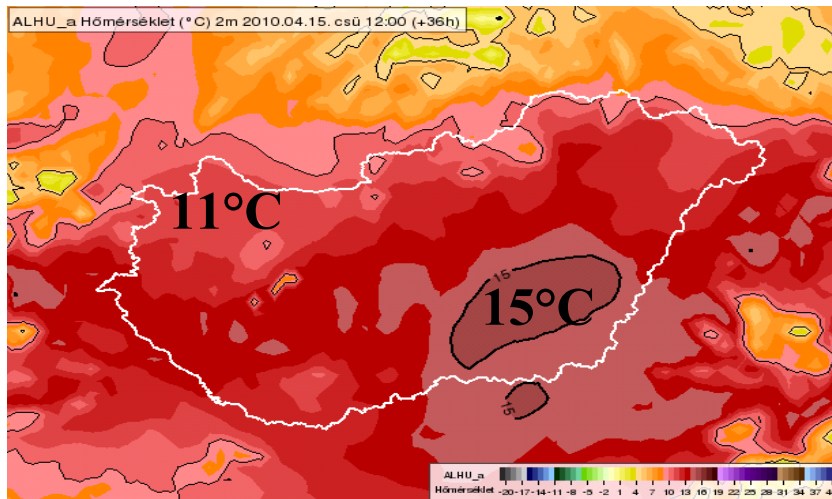 ALHU_a Hőmérséklet (°C) 2m 2010.04.15. csü 12:00 (+36h)
11°C
15
15°C
15
ALHU_a
Hőmérséklet -20-17-14-11 -8 -5 -2 1 4 7 10 13 16 19 22 25 28 31 34 37 4